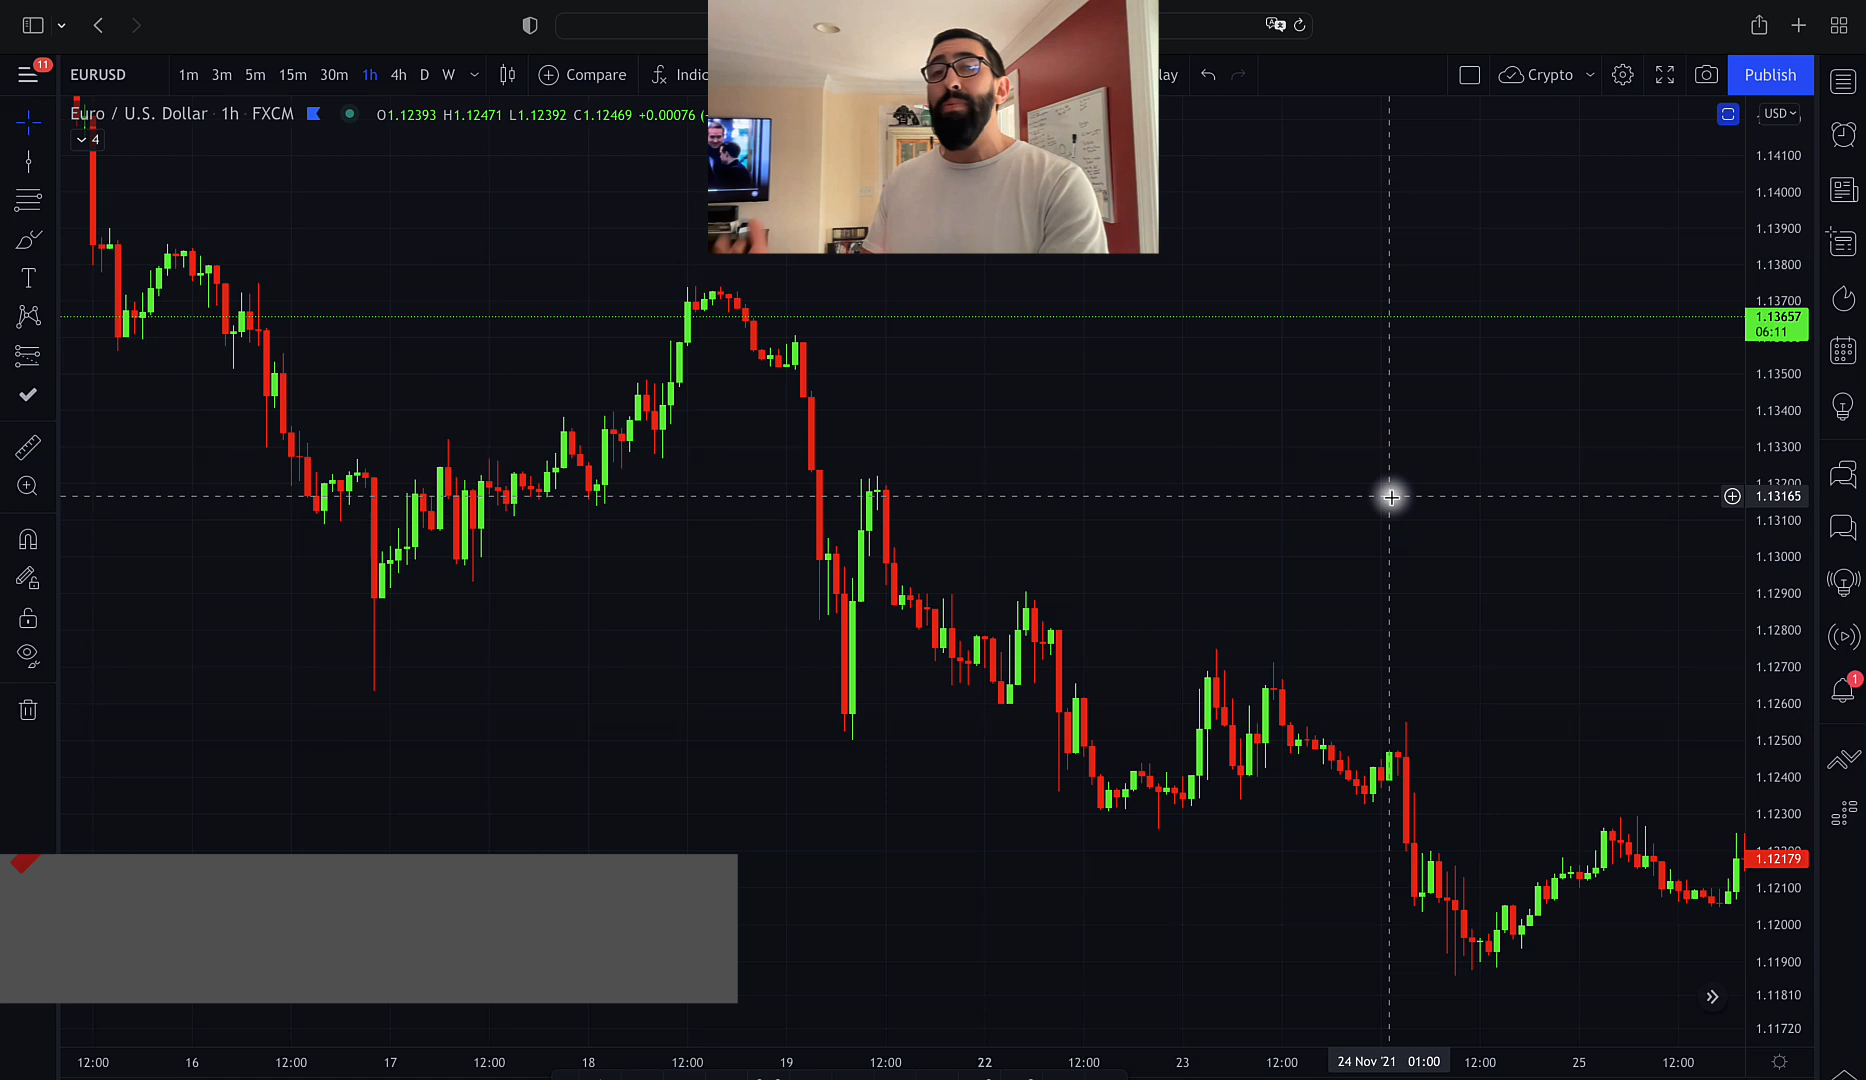 11
EURUSD
1m 3m 5m 15m 30m 1h 4h D W
Compare
Indic
lay
Crypto
Publish
Euro / U.S. Dollar · 1h · FXCM
O1.12393 H1.12471 L1.12392 C1.12469 +0.00076 (
4
USD
1.14100
1.14000
1.13900
1.13800
1.13700
1.13657
06:11
1.13500
1.13400
1.13300
1.13165
1.13100
1.13000
1.12900
1.12800
1.12700
1.12600
1.12500
1.12400
1.12300
1.12179
1.12100
1.12000
1.11900
1.11810
1.11720
1
12:00 16 12:00 17 12:00 18 12:00 19 12:00 22 12:00 23 12:00 24 Nov '21 01:00 12:00 25 12:00